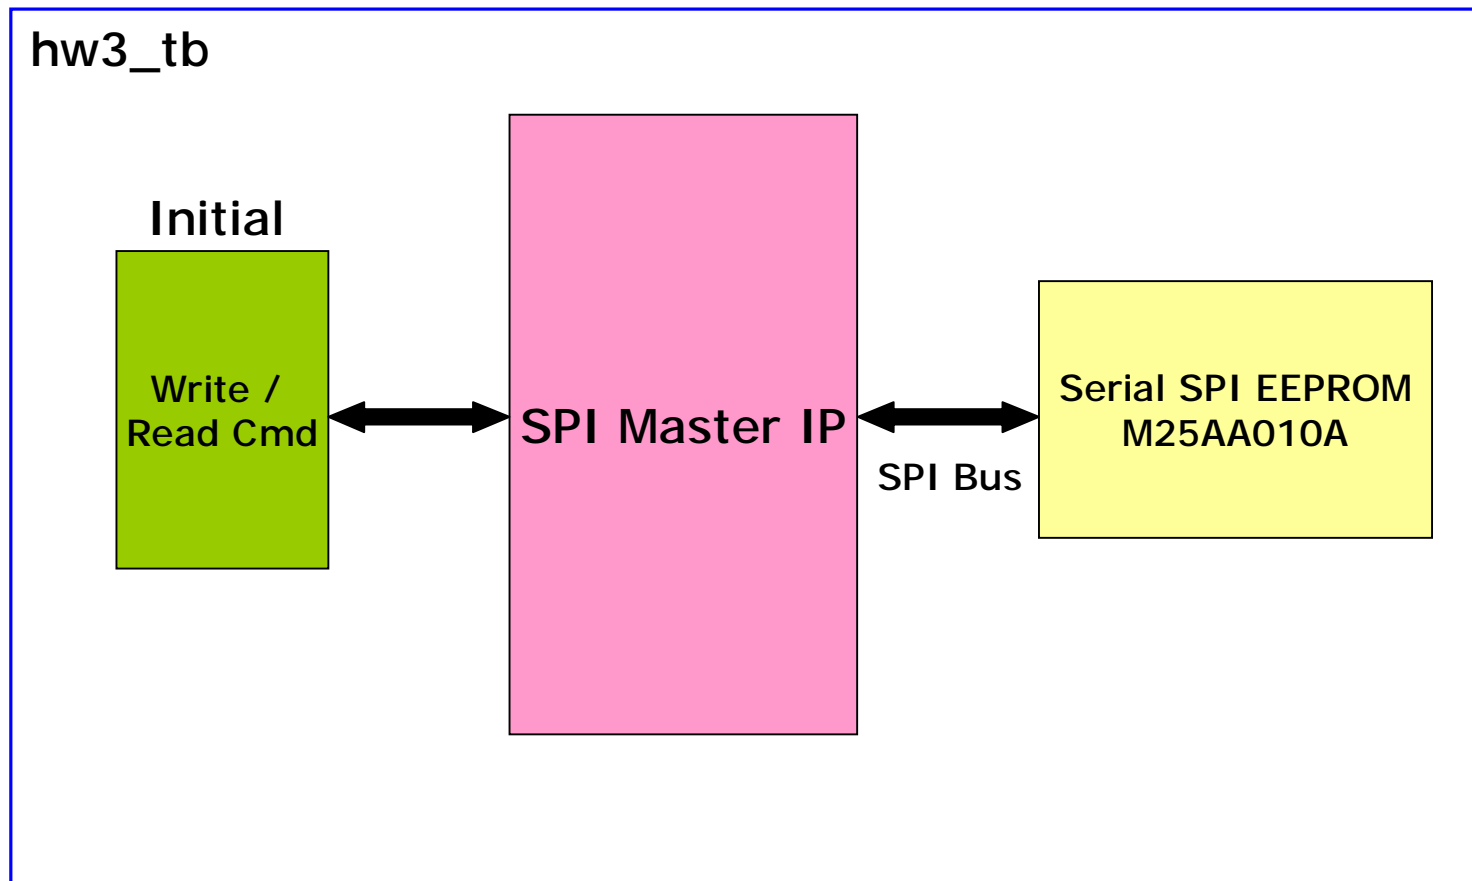 hw3_tb
Initial
Write /
Read Cmd
SPI Master IP
SPI Bus
Serial SPI EEPROM
M25AA010A